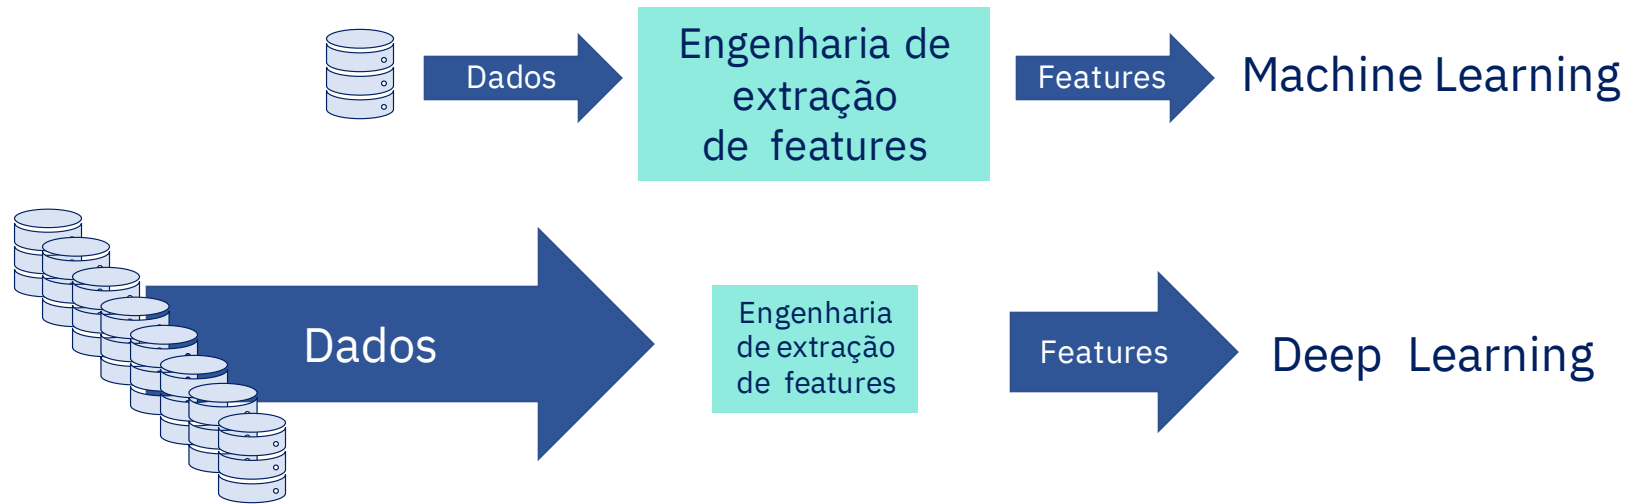 Dados
Engenharia de
extração
de features
Features
Machine Learning
Dados
Engenharia
de extração
de features
Features
Deep Learning